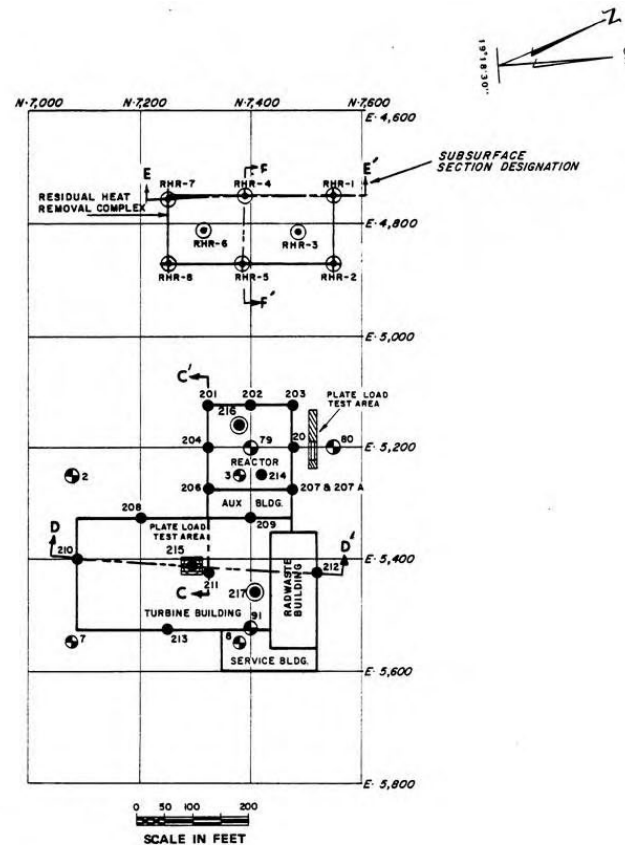 N
19°18'30"
N·7,000 N·7,200 N·7,400 N·7,600
E·4,600
E F E'
SUBSURFACE
SECTION DESIGNATION
RHR-7 RHR-4 RHR-1
RESIDUAL HEAT
REMOVAL COMPLEX
E·4,800
RHR-6 RHR-3
RHR-8 RHR-5 RHR-2
F'
E·5,000
C'
201 202 203
PLATE LOAD
TEST AREA
216
204 79 20 80
E·5,200
REACTOR
2 3 214
206 207 & 207 A
AUX BLDG.
208 209
PLATE LOAD
TEST AREA
D D'
215
210 211 212
E·5,400
C 217
RADWASTE
BUILDING
TURBINE BUILDING
91
7 213 8
SERVICE BLDG.
E·5,600
E·5,800
0 50 100 200
SCALE IN FEET